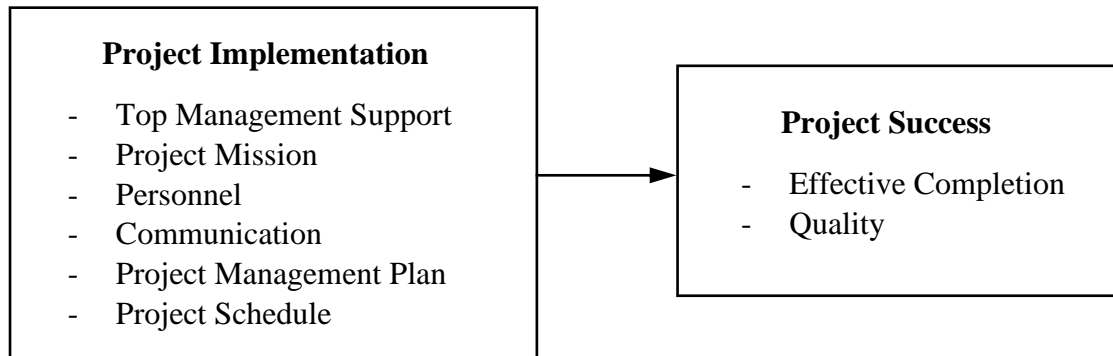 Project Implementation
- Top Management Support
- Project Mission
- Personnel
- Communication
- Project Management Plan
- Project Schedule
Project Success
- Effective Completion
- Quality